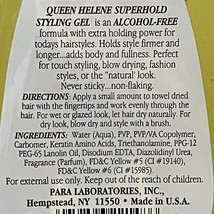 QUEEN HELENE SUPERHOLD
STYLING GEL is an ALCOHOL-FREE
formula with extra holding power for
todays hairstyles. Holds style firmer and
longer...adds body and fullness. Perfect
for touch styling, blow drying, fashion
styles, or the "natural' look.
Never sticky...non-flaking.
DIRECTIONS: Apply a small amount to towel dried
hair with the fingertips and work evenly through the
hair. For wet or glazed look, let hair dry naturally. For
dry look, blow dry and style with a brush.
INGREDIENTS: Water (Aqua), PVP, PVP/VA Copolymer,
Carbomer, Keratin Amino Acids, Triethanolamine, PPG-12
PEG-65 Lanolin Oil, Disodium EDTA, Diazolidinyl Urea,
Fragrance (Parfum), FD&C Yellow #5 (CI #19140),
FD&C Yellow #6 (CI #15985).
For external use only. Keep out of the reach of children.
PARA LABORATORIES, INC.,
Hempstead, NY 11550 • Made in U.S.A.